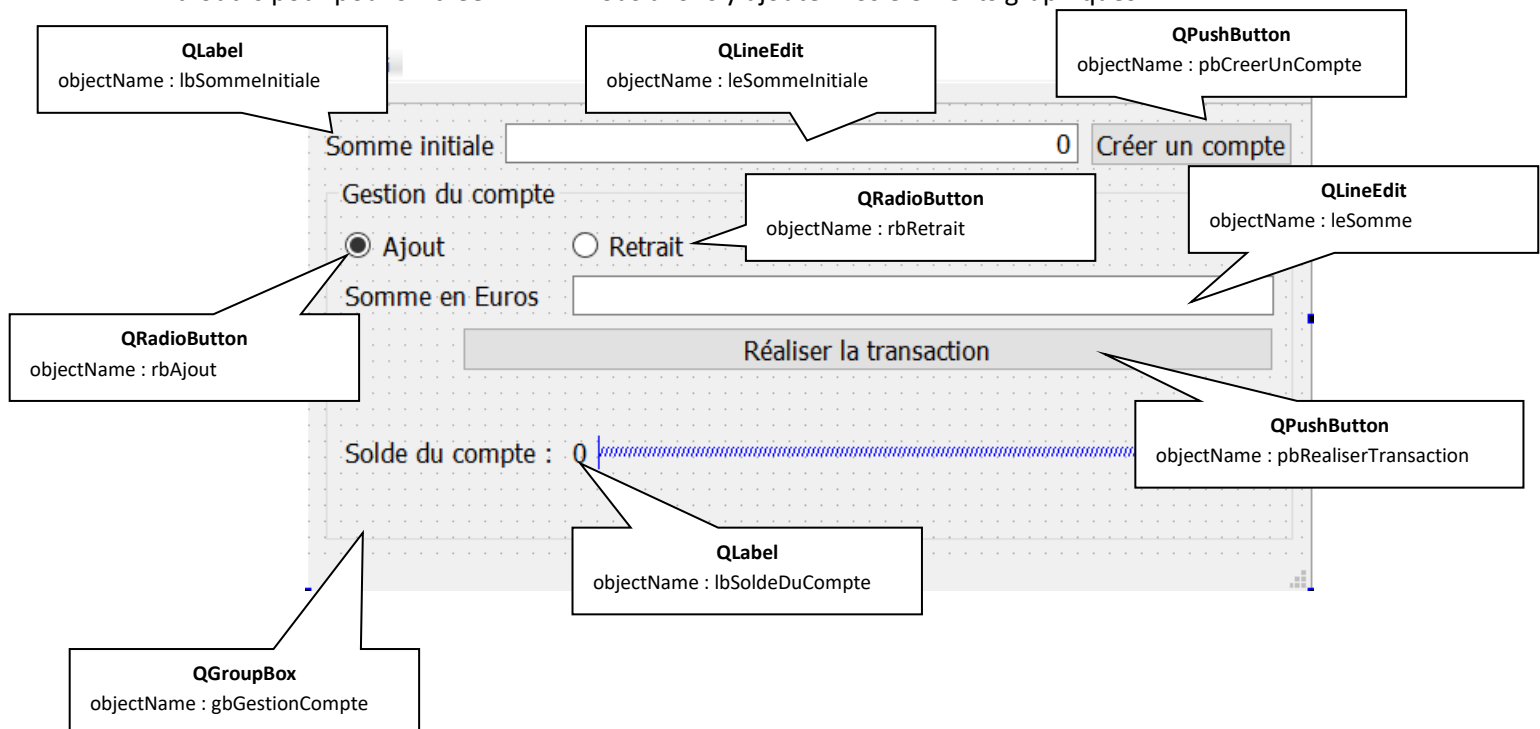 QLabel
objectName : lbSommeInitiale
QLineEdit
objectName : leSommeInitiale
QPushButton
objectName : pbCreerUnCompte
Somme initiale
0
Créer un compte
Gestion du compte
QRadioButton
objectName : rbRetrait
QLineEdit
objectName : leSomme
Ajout
Retrait
Somme en Euros
QRadioButton
objectName : rbAjout
Réaliser la transaction
QPushButton
objectName : pbRealiserTransaction
Solde du compte :
0
QLabel
objectName : lbSoldeDuCompte
QGroupBox
objectName : gbGestionCompte